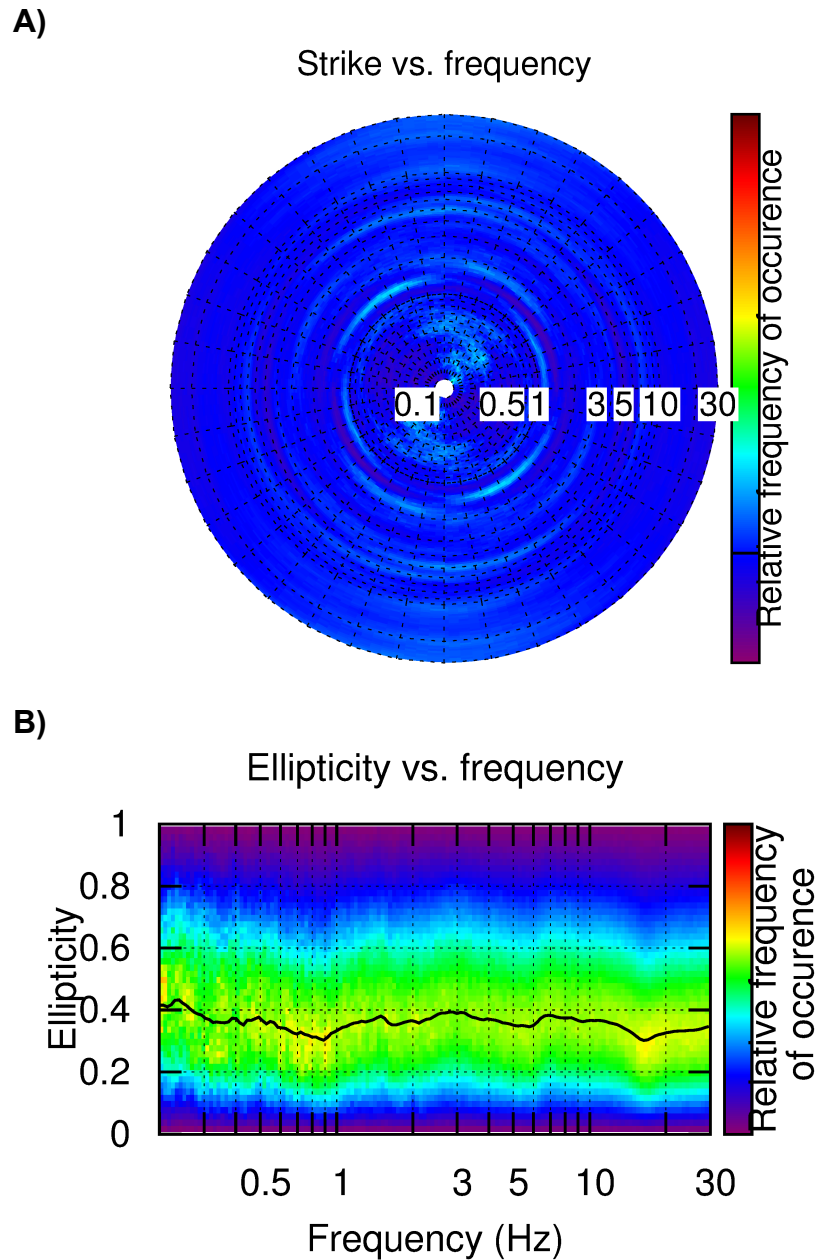 A)
Strike vs. frequency
0.1 0.5 1 3 5 10 30
Relative frequency of occurence
B)
Ellipticity vs. frequency
1
0.8
0.6
0.4
0.2
0
Ellipticity
0.5 1 3 5 10 30
Frequency (Hz)
Relative frequency
of occurence